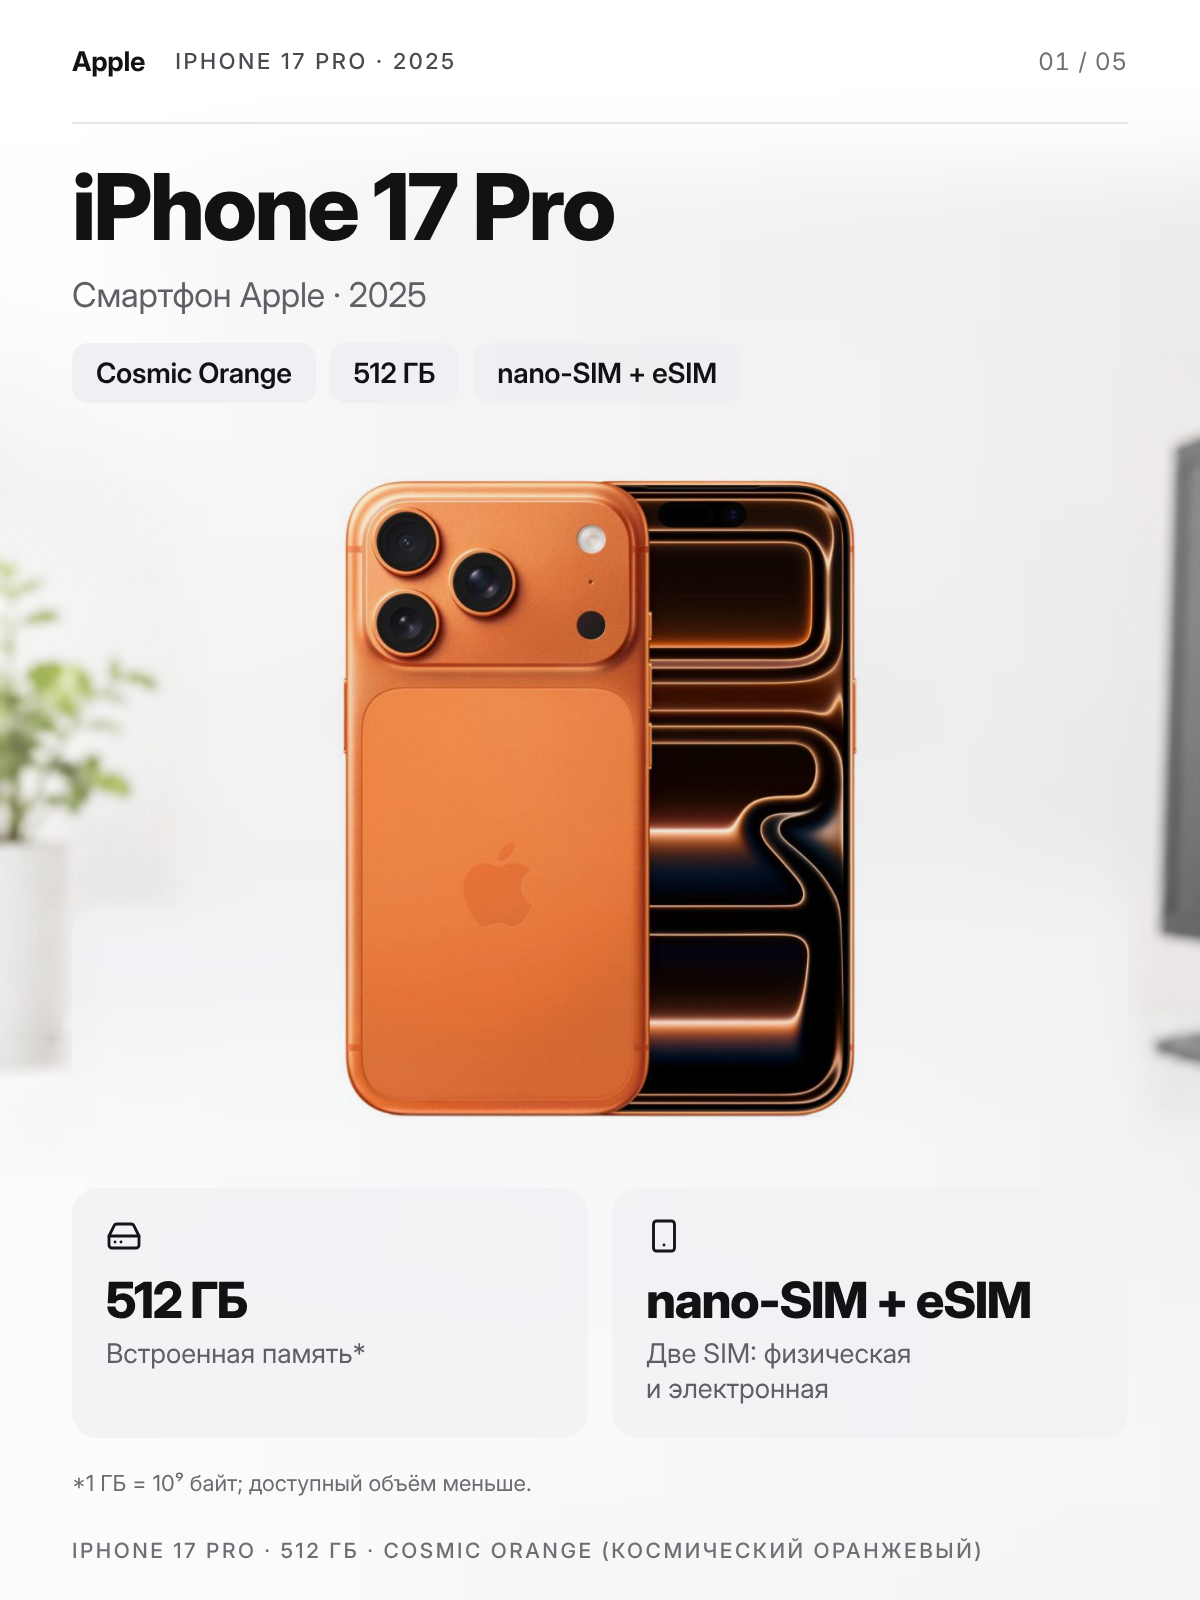 Apple IPHONE 17 PRO · 2025 01 / 05
iPhone 17 Pro
Смартфон Apple · 2025
Cosmic Orange 512 ГБ nano-SIM + eSIM
512 ГБ
Встроенная память*
nano-SIM + eSIM
Две SIM: физическая
и электронная
*1 ГБ = 10⁹ байт; доступный объём меньше.
IPHONE 17 PRO · 512 ГБ · COSMIC ORANGE (КОСМИЧЕСКИЙ ОРАНЖЕВЫЙ)